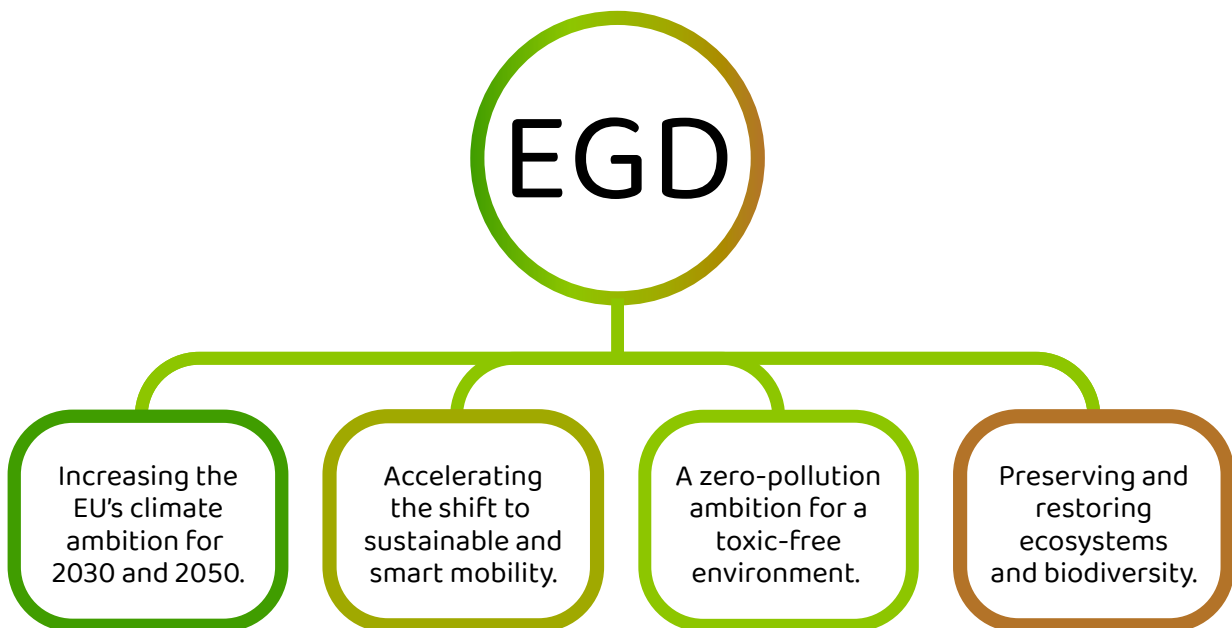 EGD
Increasing the
EU's climate
ambition for
2030 and 2050.
Accelerating
the shift to
sustainable and
smart mobility.
A zero-pollution
ambition for a
toxic-free
environment.
Preserving and
restoring
ecosystems
and biodiversity.